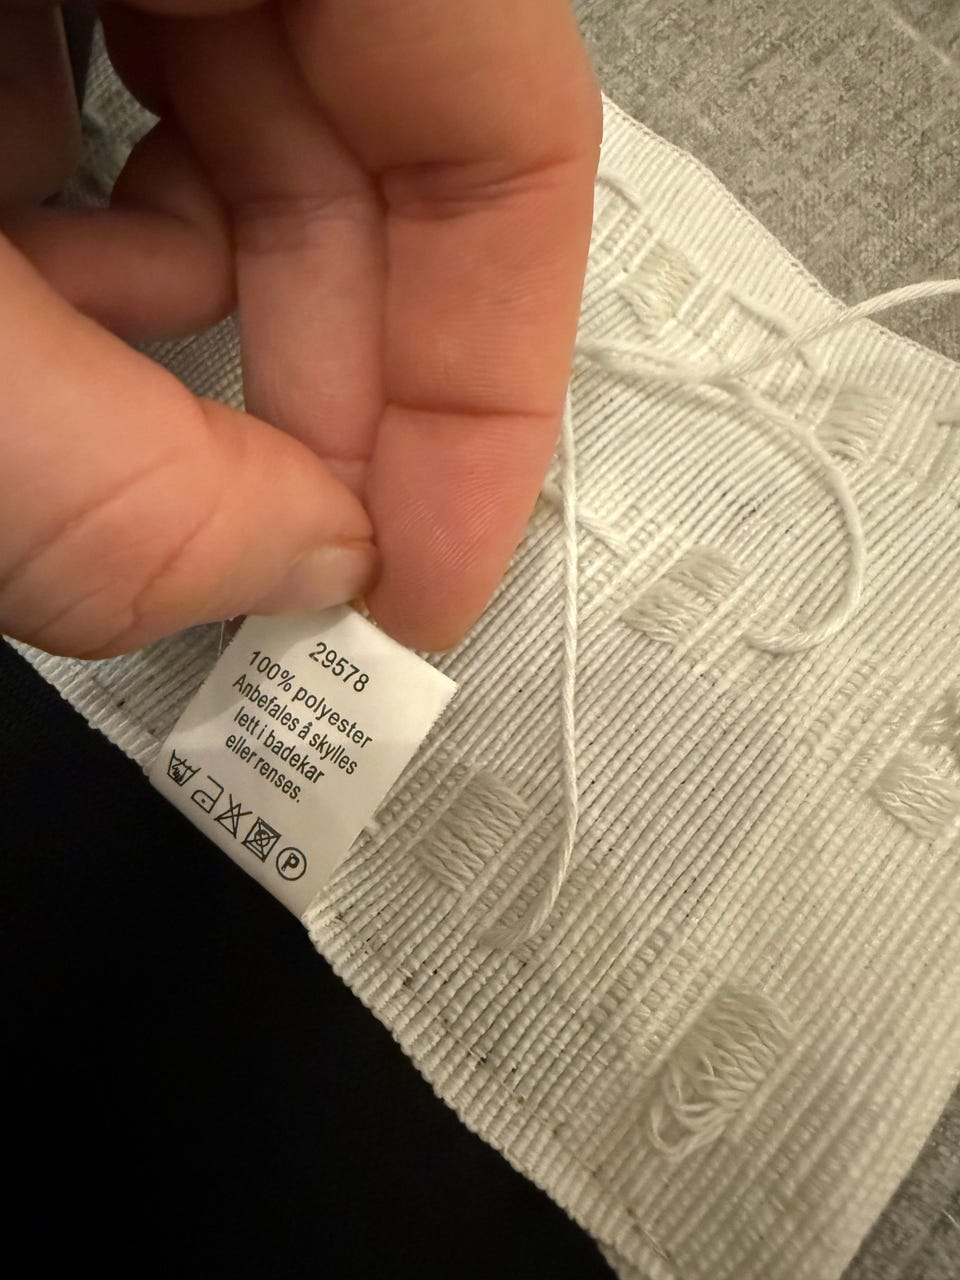 29578
100% polyester
Anbefales å skylles
lett i badekar
eller renses.
P